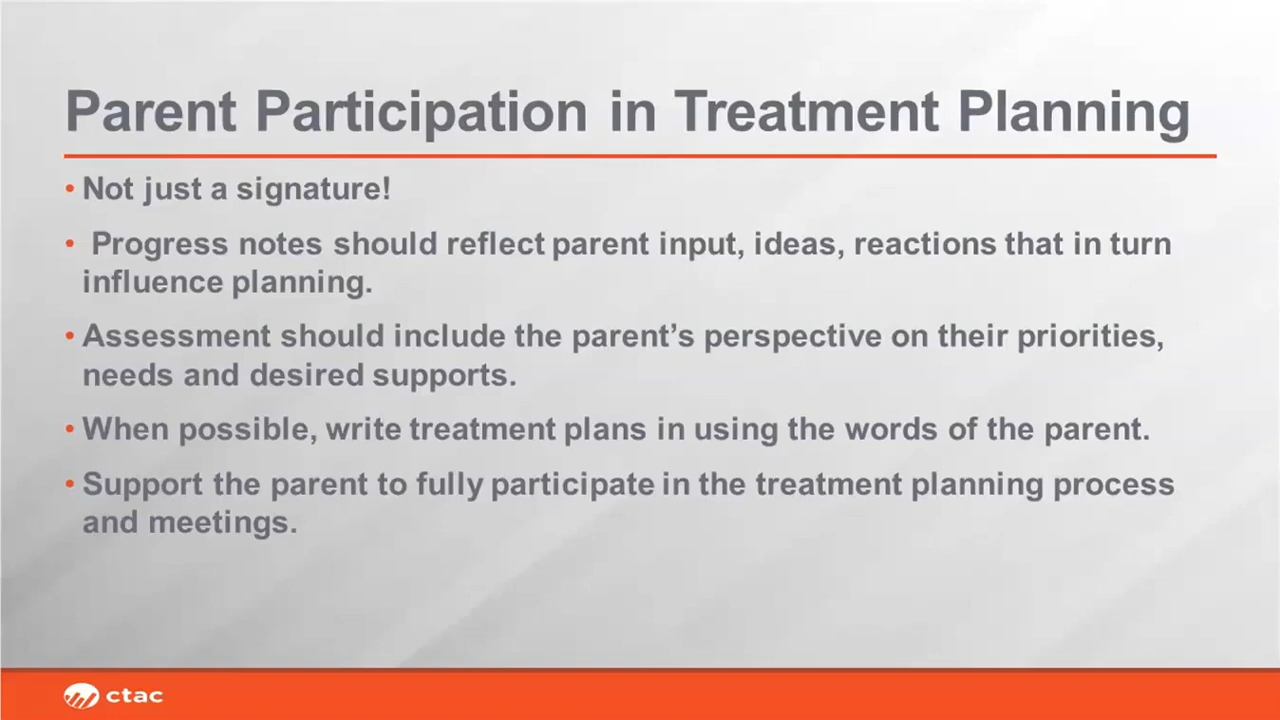 Parent Participation in Treatment Planning
• Not just a signature!
• Progress notes should reflect parent input, ideas, reactions that in turn
influence planning.
• Assessment should include the parent’s perspective on their priorities,
needs and desired supports.
• When possible, write treatment plans in using the words of the parent.
• Support the parent to fully participate in the treatment planning process
and meetings.
ctac